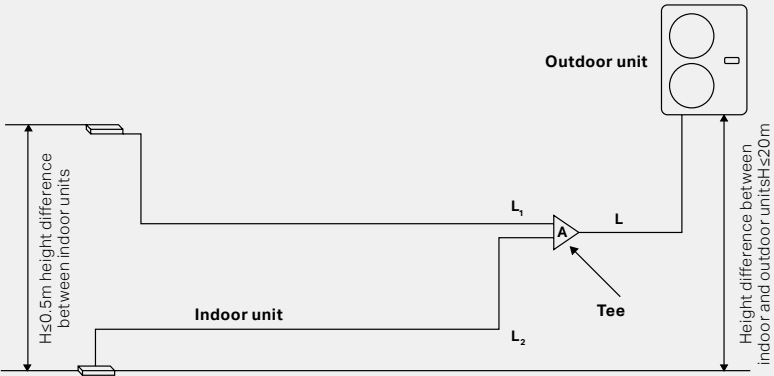 Outdoor unit
H≤0.5m height difference
between indoor units
L1
A
L
Height difference between
indoor and outdoor unitsH≤20m
Tee
Indoor unit
L2